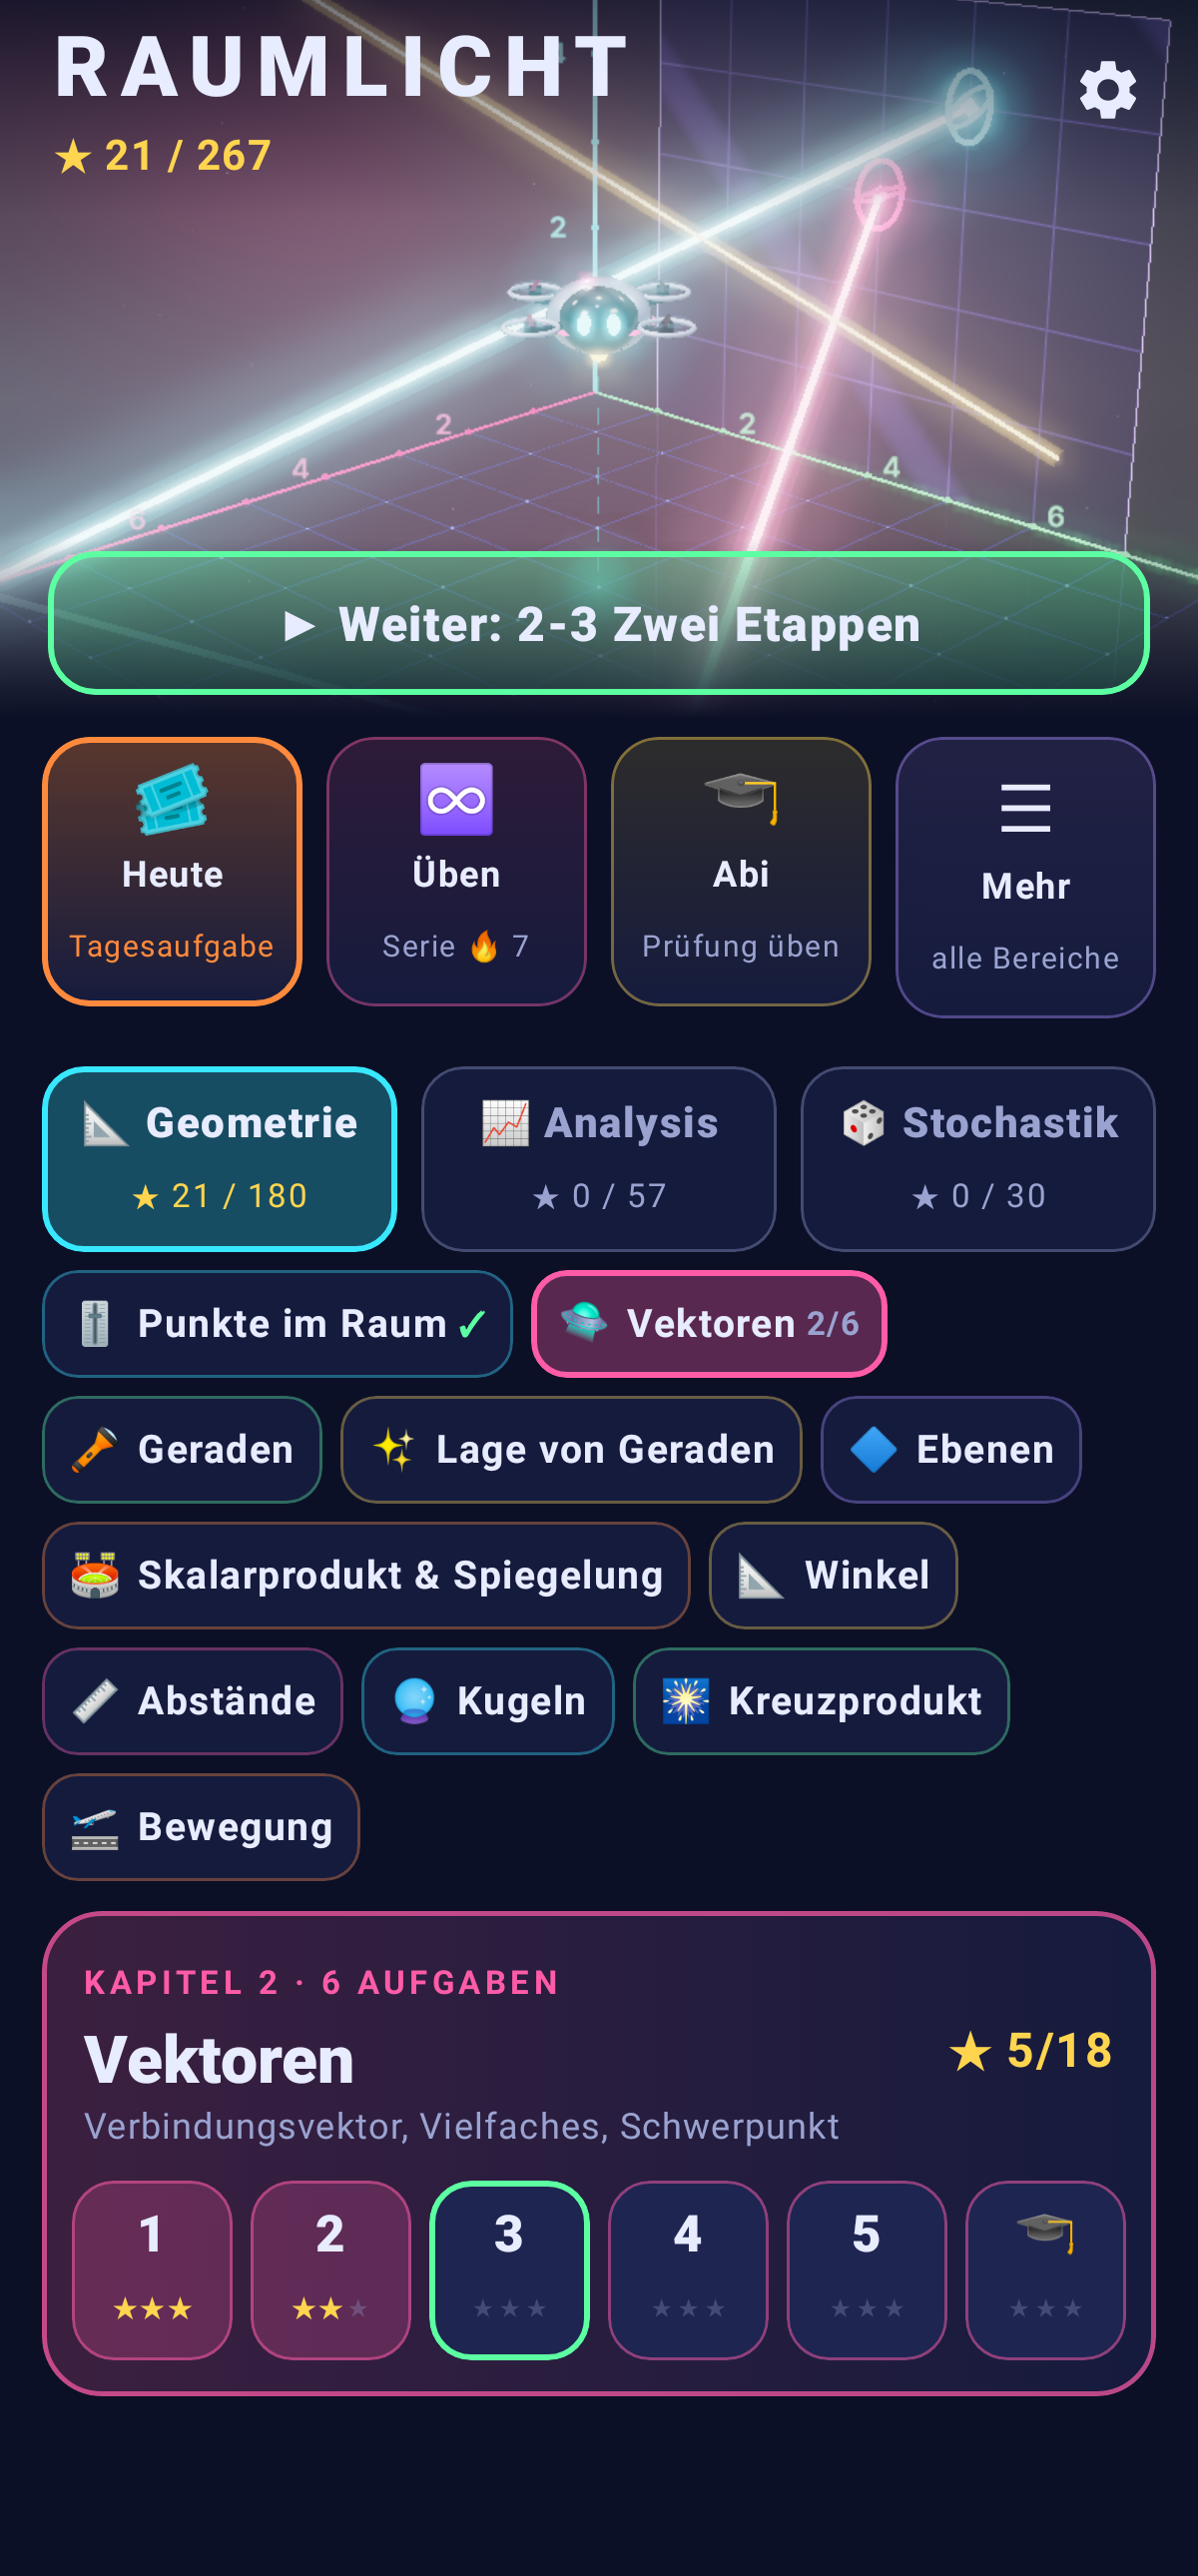 RAUMLICHT
★ 21 / 267
4
2
2
4
6
2
4
6
► Weiter: 2-3 Zwei Etappen
Heute
Tagesaufgabe
Üben
Serie 🔥 7
Abi
Prüfung üben
Mehr
alle Bereiche
Geometrie
★ 21 / 180
Analysis
★ 0 / 57
Stochastik
★ 0 / 30
Punkte im Raum ✓
Vektoren 2/6
Geraden
Lage von Geraden
Ebenen
Skalarprodukt & Spiegelung
Winkel
Abstände
Kugeln
Kreuzprodukt
Bewegung
KAPITEL 2 · 6 AUFGABEN
Vektoren
★ 5/18
Verbindungsvektor, Vielfaches, Schwerpunkt
1
★★★
2
★★★
3
★★★
4
★★★
5
★★★
★★★